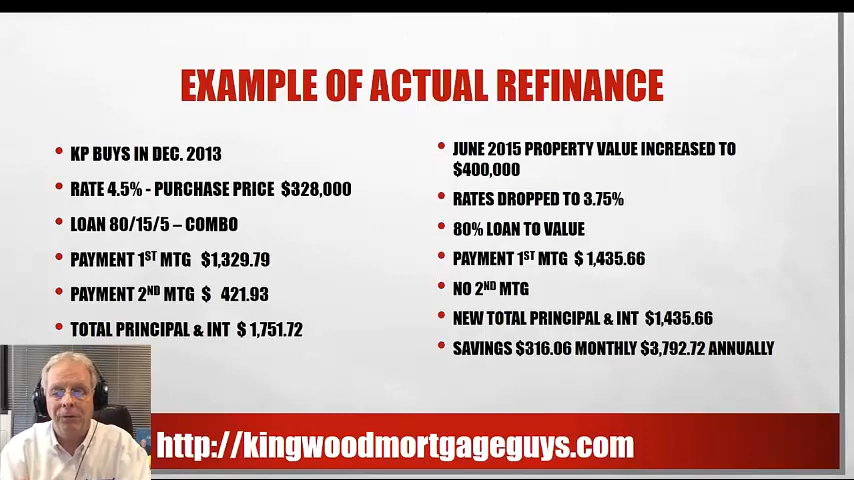 EXAMPLE OF ACTUAL REFINANCE
• KP BUYS IN DEC. 2013
• RATE 4.5% - PURCHASE PRICE $328,000
• LOAN 80/15/5 – COMBO
• PAYMENT 1ST MTG $1,329.79
• PAYMENT 2ND MTG $ 421.93
• TOTAL PRINCIPAL & INT $ 1,751.72
• JUNE 2015 PROPERTY VALUE INCREASED TO
$400,000
• RATES DROPPED TO 3.75%
• 80% LOAN TO VALUE
• PAYMENT 1ST MTG $ 1,435.66
• NO 2ND MTG
• NEW TOTAL PRINCIPAL & INT $1,435.66
• SAVINGS $316.06 MONTHLY $3,792.72 ANNUALLY
http://kingwoodmortgageguys.com